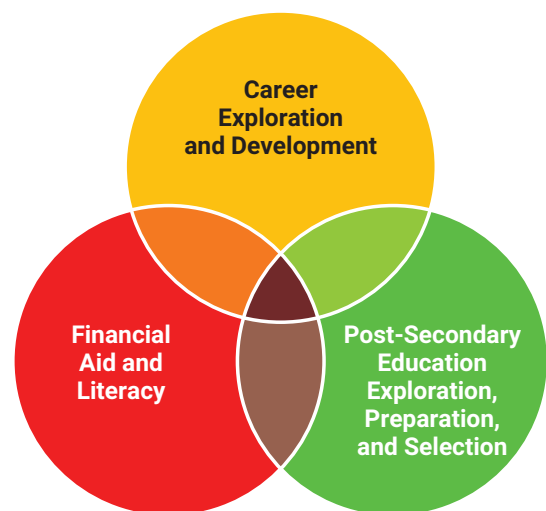 Career
Exploration
and Development
Financial
Aid and
Literacy
Post-Secondary
Education
Exploration,
Preparation,
and Selection